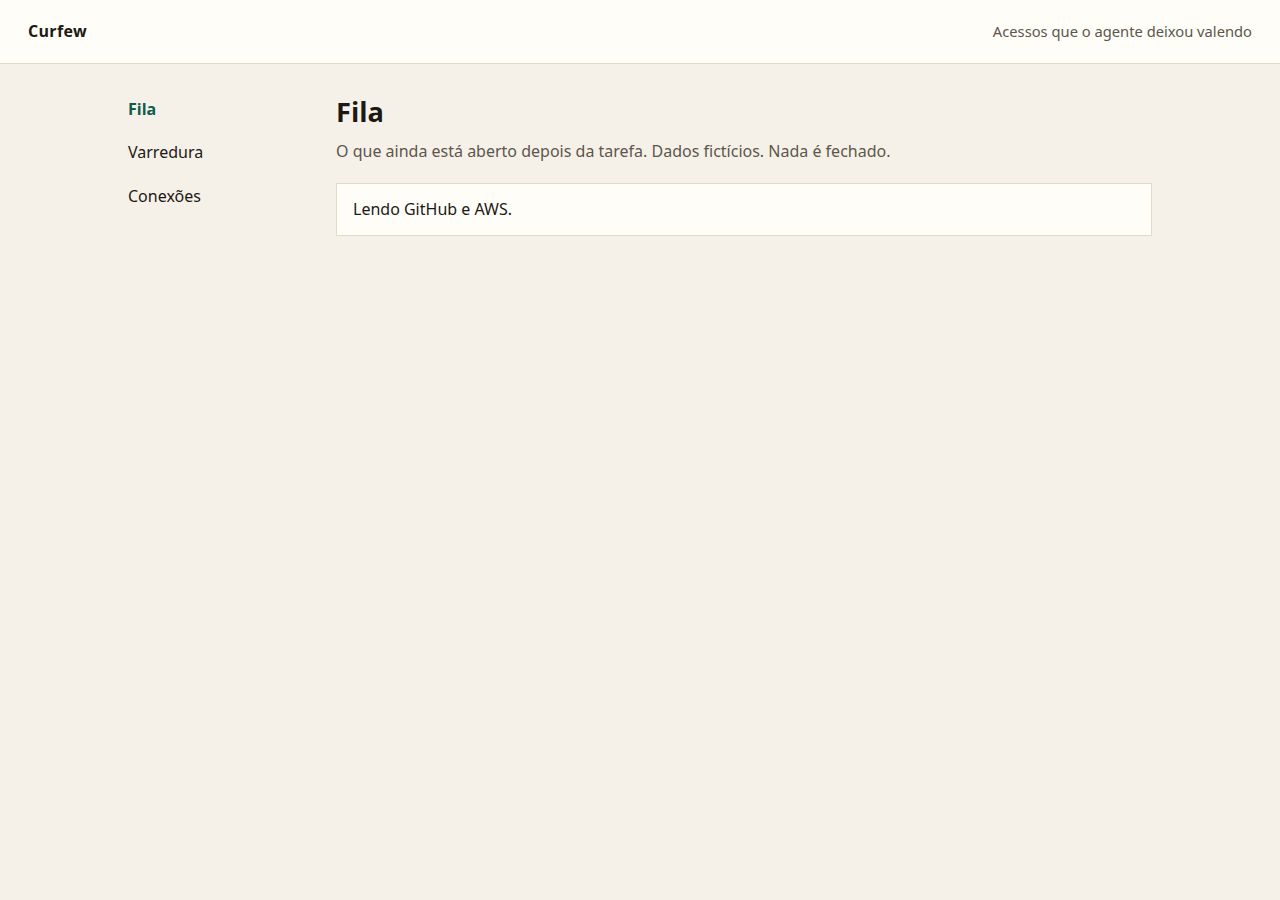 Curfew
Acessos que o agente deixou valendo
Fila
Varredura
Conexões
Fila
O que ainda está aberto depois da tarefa. Dados fictícios. Nada é fechado.
Lendo GitHub e AWS.